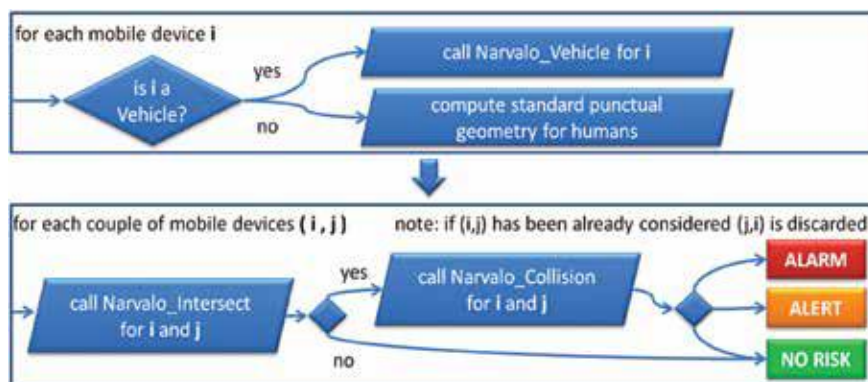 for each mobile device i
is i a
Vehicle?
yes
no
call Narvalo_Vehicle for i
compute standard punctual
geometry for humans
for each couple of mobile devices ( i , j )
note: if (i,j) has been already considered (j,i) is discarded
call Narvalo_Intersect
for i and j
yes
no
call Narvalo_Collision
for i and j
ALARM
ALERT
NO RISK